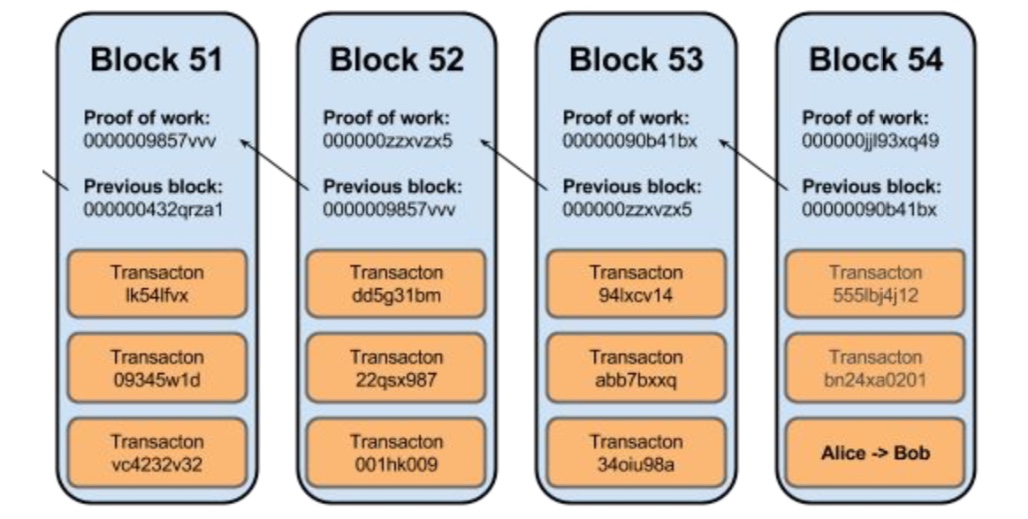 Block 51
Proof of work:
0000009857vvv
Previous block:
000000432qrza1
Transacton
lk54lfvx
Transacton
09345w1d
Transacton
vc4232v32
Block 52
Proof of work:
000000zzxvzx5
Previous block:
0000009857vvv
Transacton
dd5g31bm
Transacton
22qsx987
Transacton
001hk009
Block 53
Proof of work:
00000090b41bx
Previous block:
000000zzxvzx5
Transacton
94lxcv14
Transacton
abb7bxxq
Transacton
34oiu98a
Block 54
Proof of work:
000000jjl93xq49
Previous block:
00000090b41bx
Transacton
555lbj4j12
Transacton
bn24xa0201
Alice -> Bob